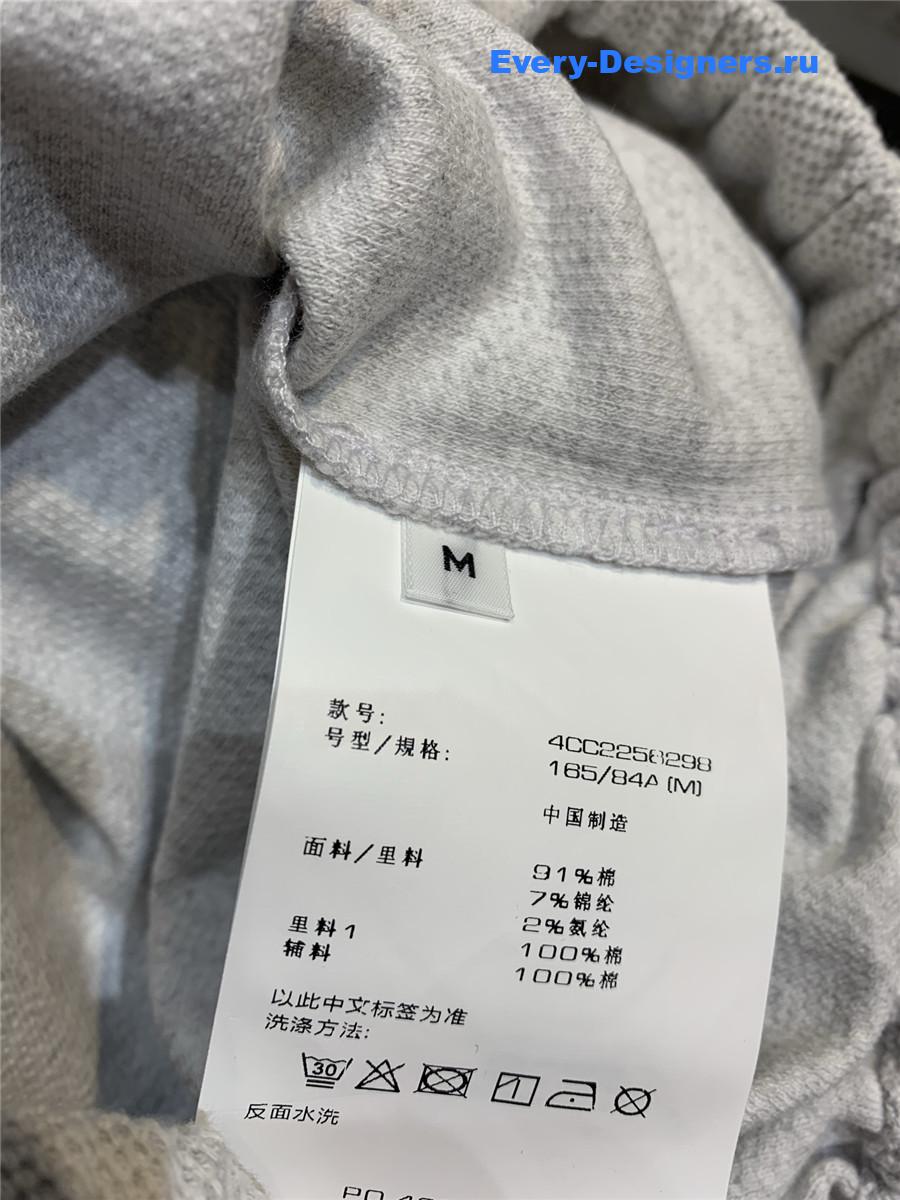 Every-Designers.ru
M
款号:
号型/規格: 4CC2256298
165/84A (M)
中国制造
面料/里料 91%棉
7%锦纶
2%氨纶
里料1 100%棉
辅料 100%棉
以此中文标签为准
洗涤方法:
30
反面水洗